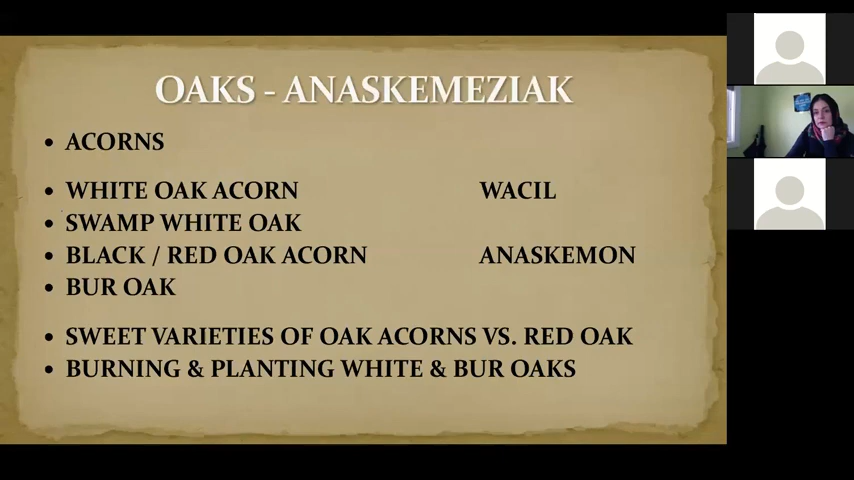 OAKS - ANASKEMEZIAK
• ACORNS
• WHITE OAK ACORN WACIL
• SWAMP WHITE OAK
• BLACK / RED OAK ACORN ANASKEMON
• BUR OAK
• SWEET VARIETIES OF OAK ACORNS VS. RED OAK
• BURNING & PLANTING WHITE & BUR OAKS